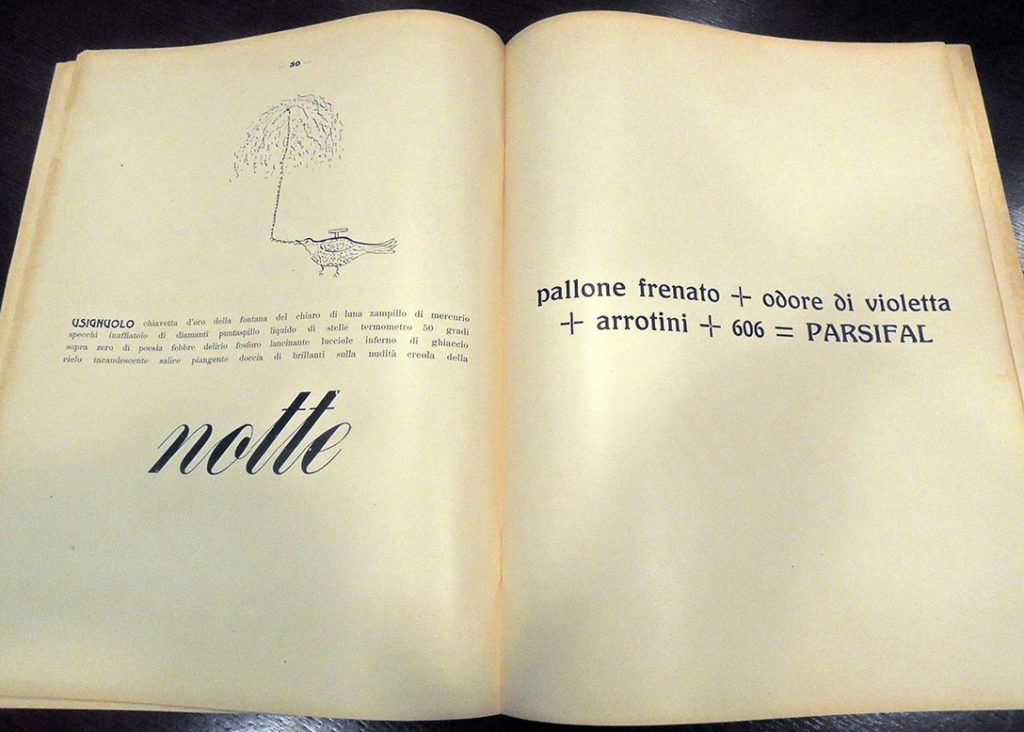 30
USIGNUOLO chiavetta d'oro della fontana del chiaro di luna zampillo di mercurio
specchi inaffiatoio di diamanti puntaspillo liquido di stelle termometro 50 gradi
sopra zero di poesia febbre delirio fosforo lancinante lucciole inferno di ghiaccio
cielo incandescente salice piangente doccia di brillanti sulla nudità creola della
notte
pallone frenato + odore di violetta
+ arrotini + 606 = PARSIFAL